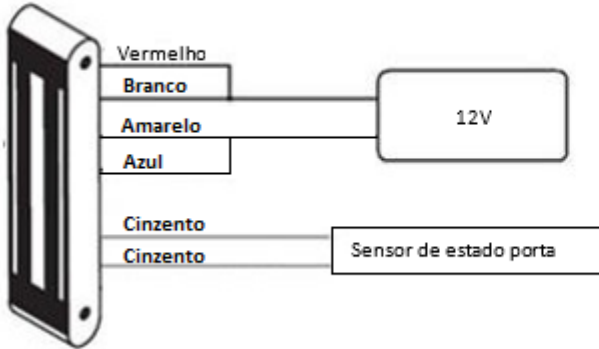 Vermelho
Branco
Amarelo
Azul
12V
Cinzento
Cinzento
Sensor de estado porta